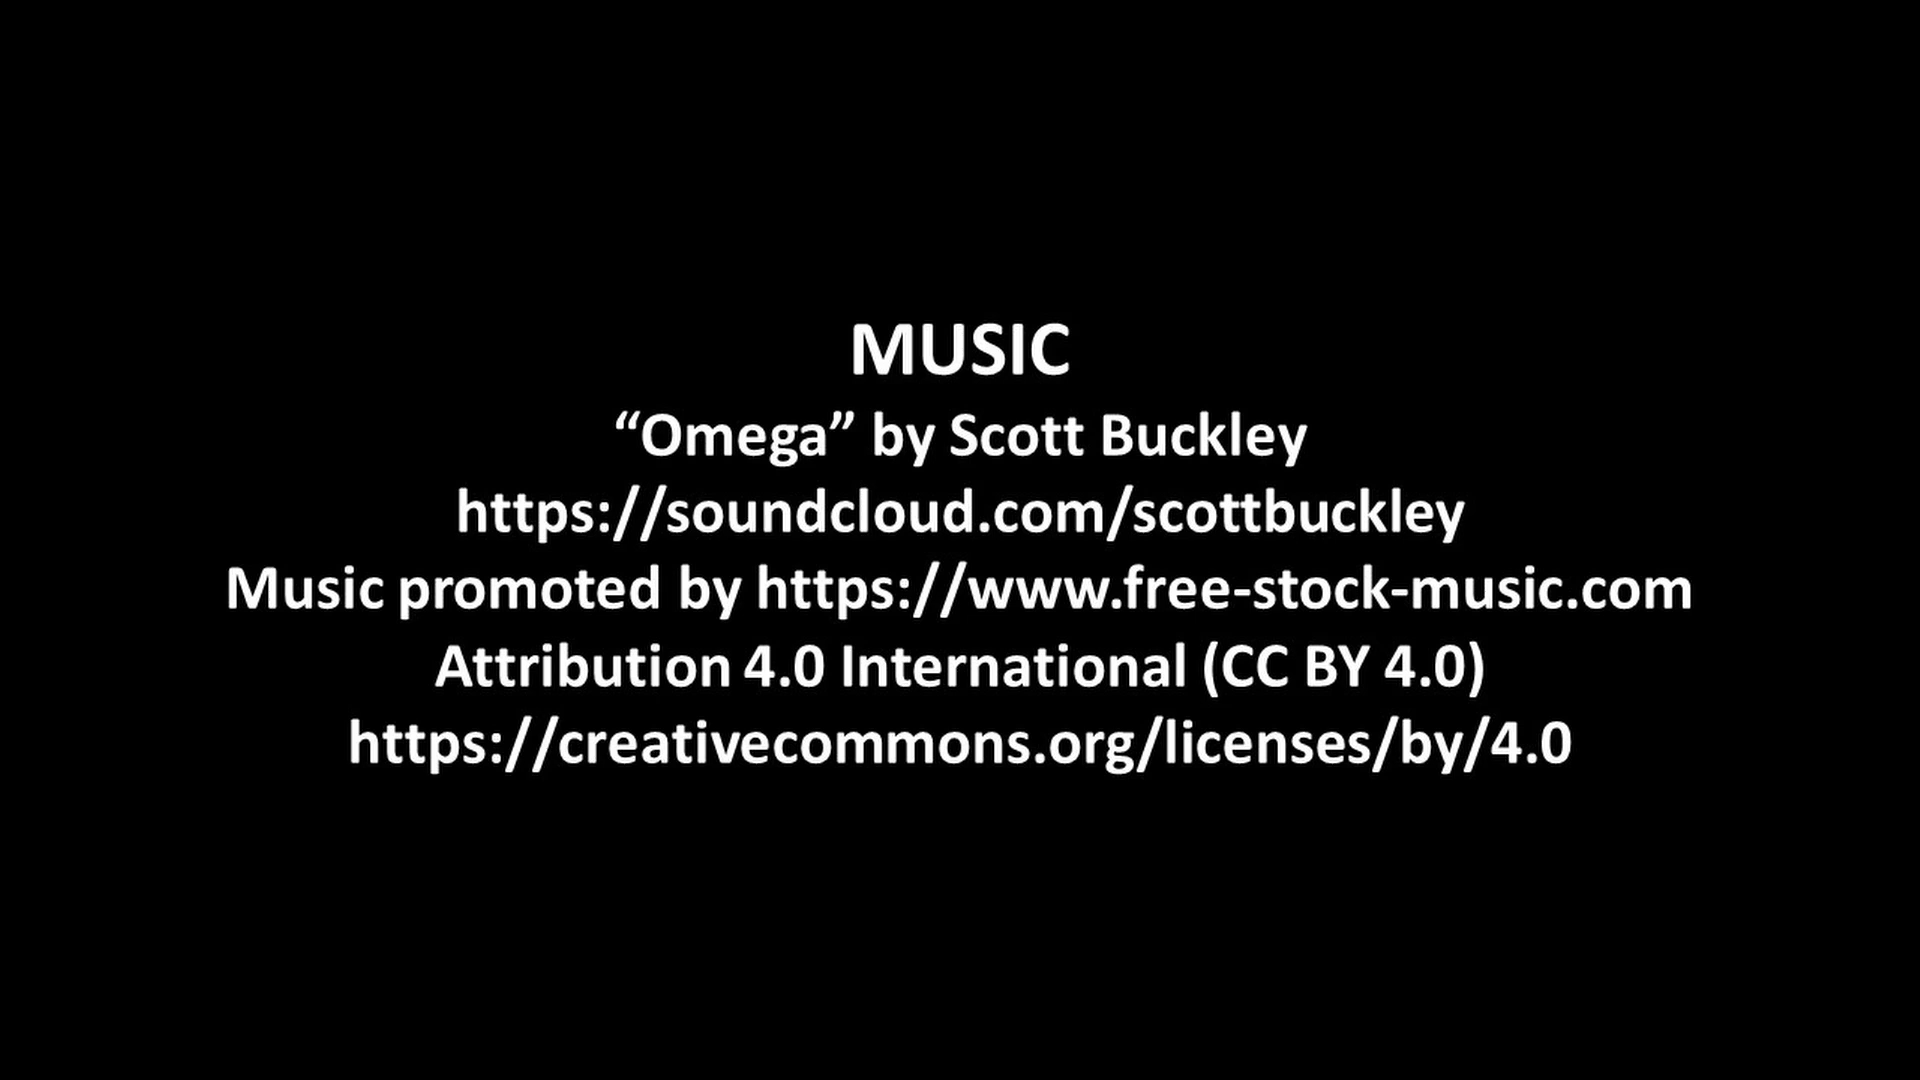 MUSIC
“Omega” by Scott Buckley
https://soundcloud.com/scottbuckley
Music promoted by https://www.free-stock-music.com
Attribution 4.0 International (CC BY 4.0)
https://creativecommons.org/licenses/by/4.0